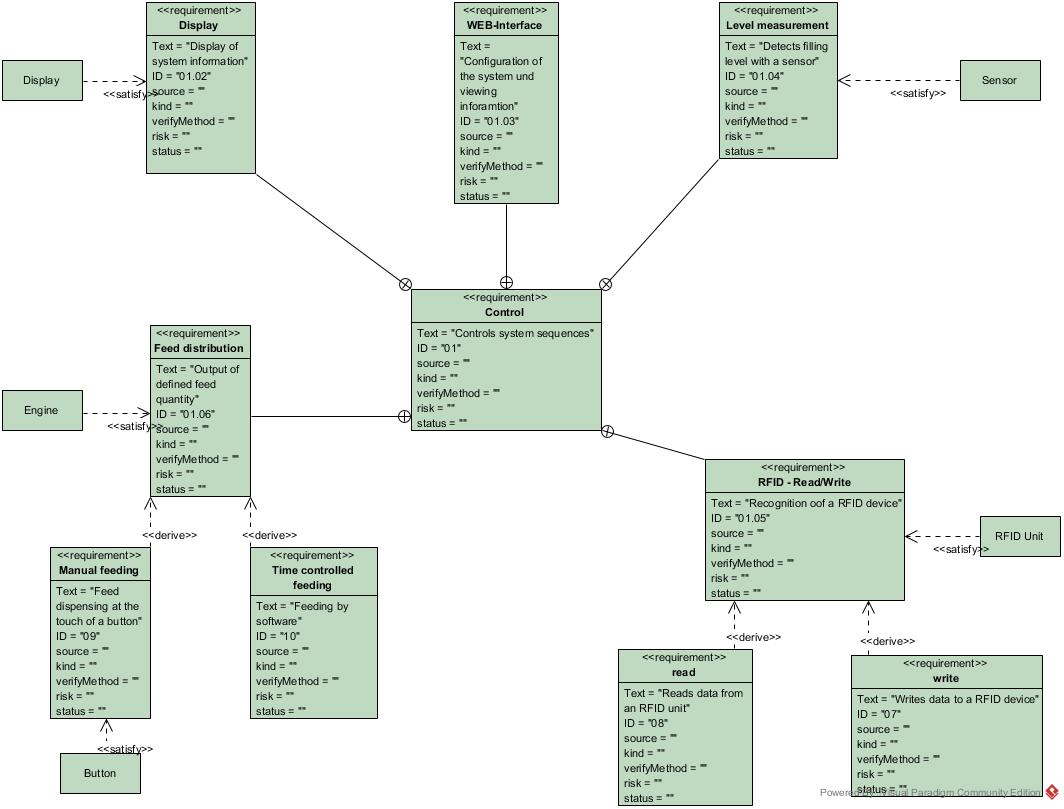 <<requirement>>
Display
Text = "Display of
system information"
ID = "01.02"
source = ""
kind = ""
verifyMethod = ""
risk = ""
status = ""
<<requirement>>
WEB-Interface
Text =
"Configuration of
the system und
viewing
inforamtion"
ID = "01.03"
source = ""
kind = ""
verifyMethod = ""
risk = ""
status = ""
<<requirement>>
Level measurement
Text = "Detects filling
level with a sensor"
ID = "01.04"
source = ""
kind = ""
verifyMethod = ""
risk = ""
status = ""
Display
<<satisfy>>
Sensor
<<satisfy>>
<<requirement>>
Control
Text = "Controls system sequences"
ID = "01"
source = ""
kind = ""
verifyMethod = ""
risk = ""
status = ""
<<requirement>>
Feed distribution
Text = "Output of
defined feed
quantity"
ID = "01.06"
source = ""
kind = ""
verifyMethod = ""
risk = ""
status = ""
Engine
<<satisfy>>
<<requirement>>
RFID - Read/Write
Text = "Recognition oof a RFID device"
ID = "01.05"
source = ""
kind = ""
verifyMethod = ""
risk = ""
status = ""
RFID Unit
<<satisfy>>
<<derive>>
<<derive>>
<<requirement>>
Manual feeding
Text = "Feed
dispensing at the
touch of a button"
ID = "09"
source = ""
kind = ""
verifyMethod = ""
risk = ""
status = ""
<<requirement>>
Time controlled
feeding
Text = "Feeding by
software"
ID = "10"
source = ""
kind = ""
verifyMethod = ""
risk = ""
status = ""
<<satisfy>>
Button
<<derive>>
<<derive>>
<<requirement>>
read
Text = "Reads data from
an RFID unit"
ID = "08"
source = ""
kind = ""
verifyMethod = ""
risk = ""
status = ""
<<requirement>>
write
Text = "Writes data to a RFID device"
ID = "07"
source = ""
kind = ""
verifyMethod = ""
risk = ""
status = ""
Powered By Visual Paradigm Community Edition